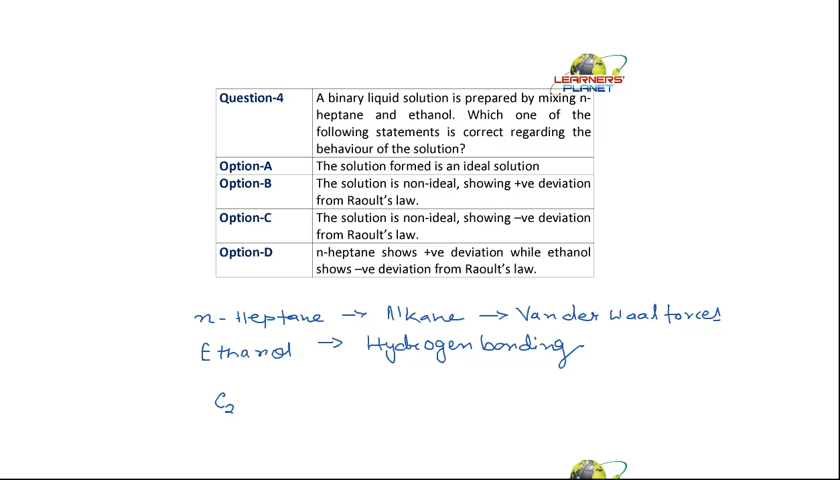 LEARNERS'
PLANET
Question-4
A binary liquid solution is prepared by mixing n-
heptane and ethanol. Which one of the
following statements is correct regarding the
behaviour of the solution?
Option-A
The solution formed is an ideal solution
Option-B
The solution is non-ideal, showing +ve deviation
from Raoult's law.
Option-C
The solution is non-ideal, showing –ve deviation
from Raoult's law.
Option-D
n-heptane shows +ve deviation while ethanol
shows –ve deviation from Raoult's law.
n-Heptane → Alkane → Vander Waal forces
Ethanol → Hydrogen bonding
C₂